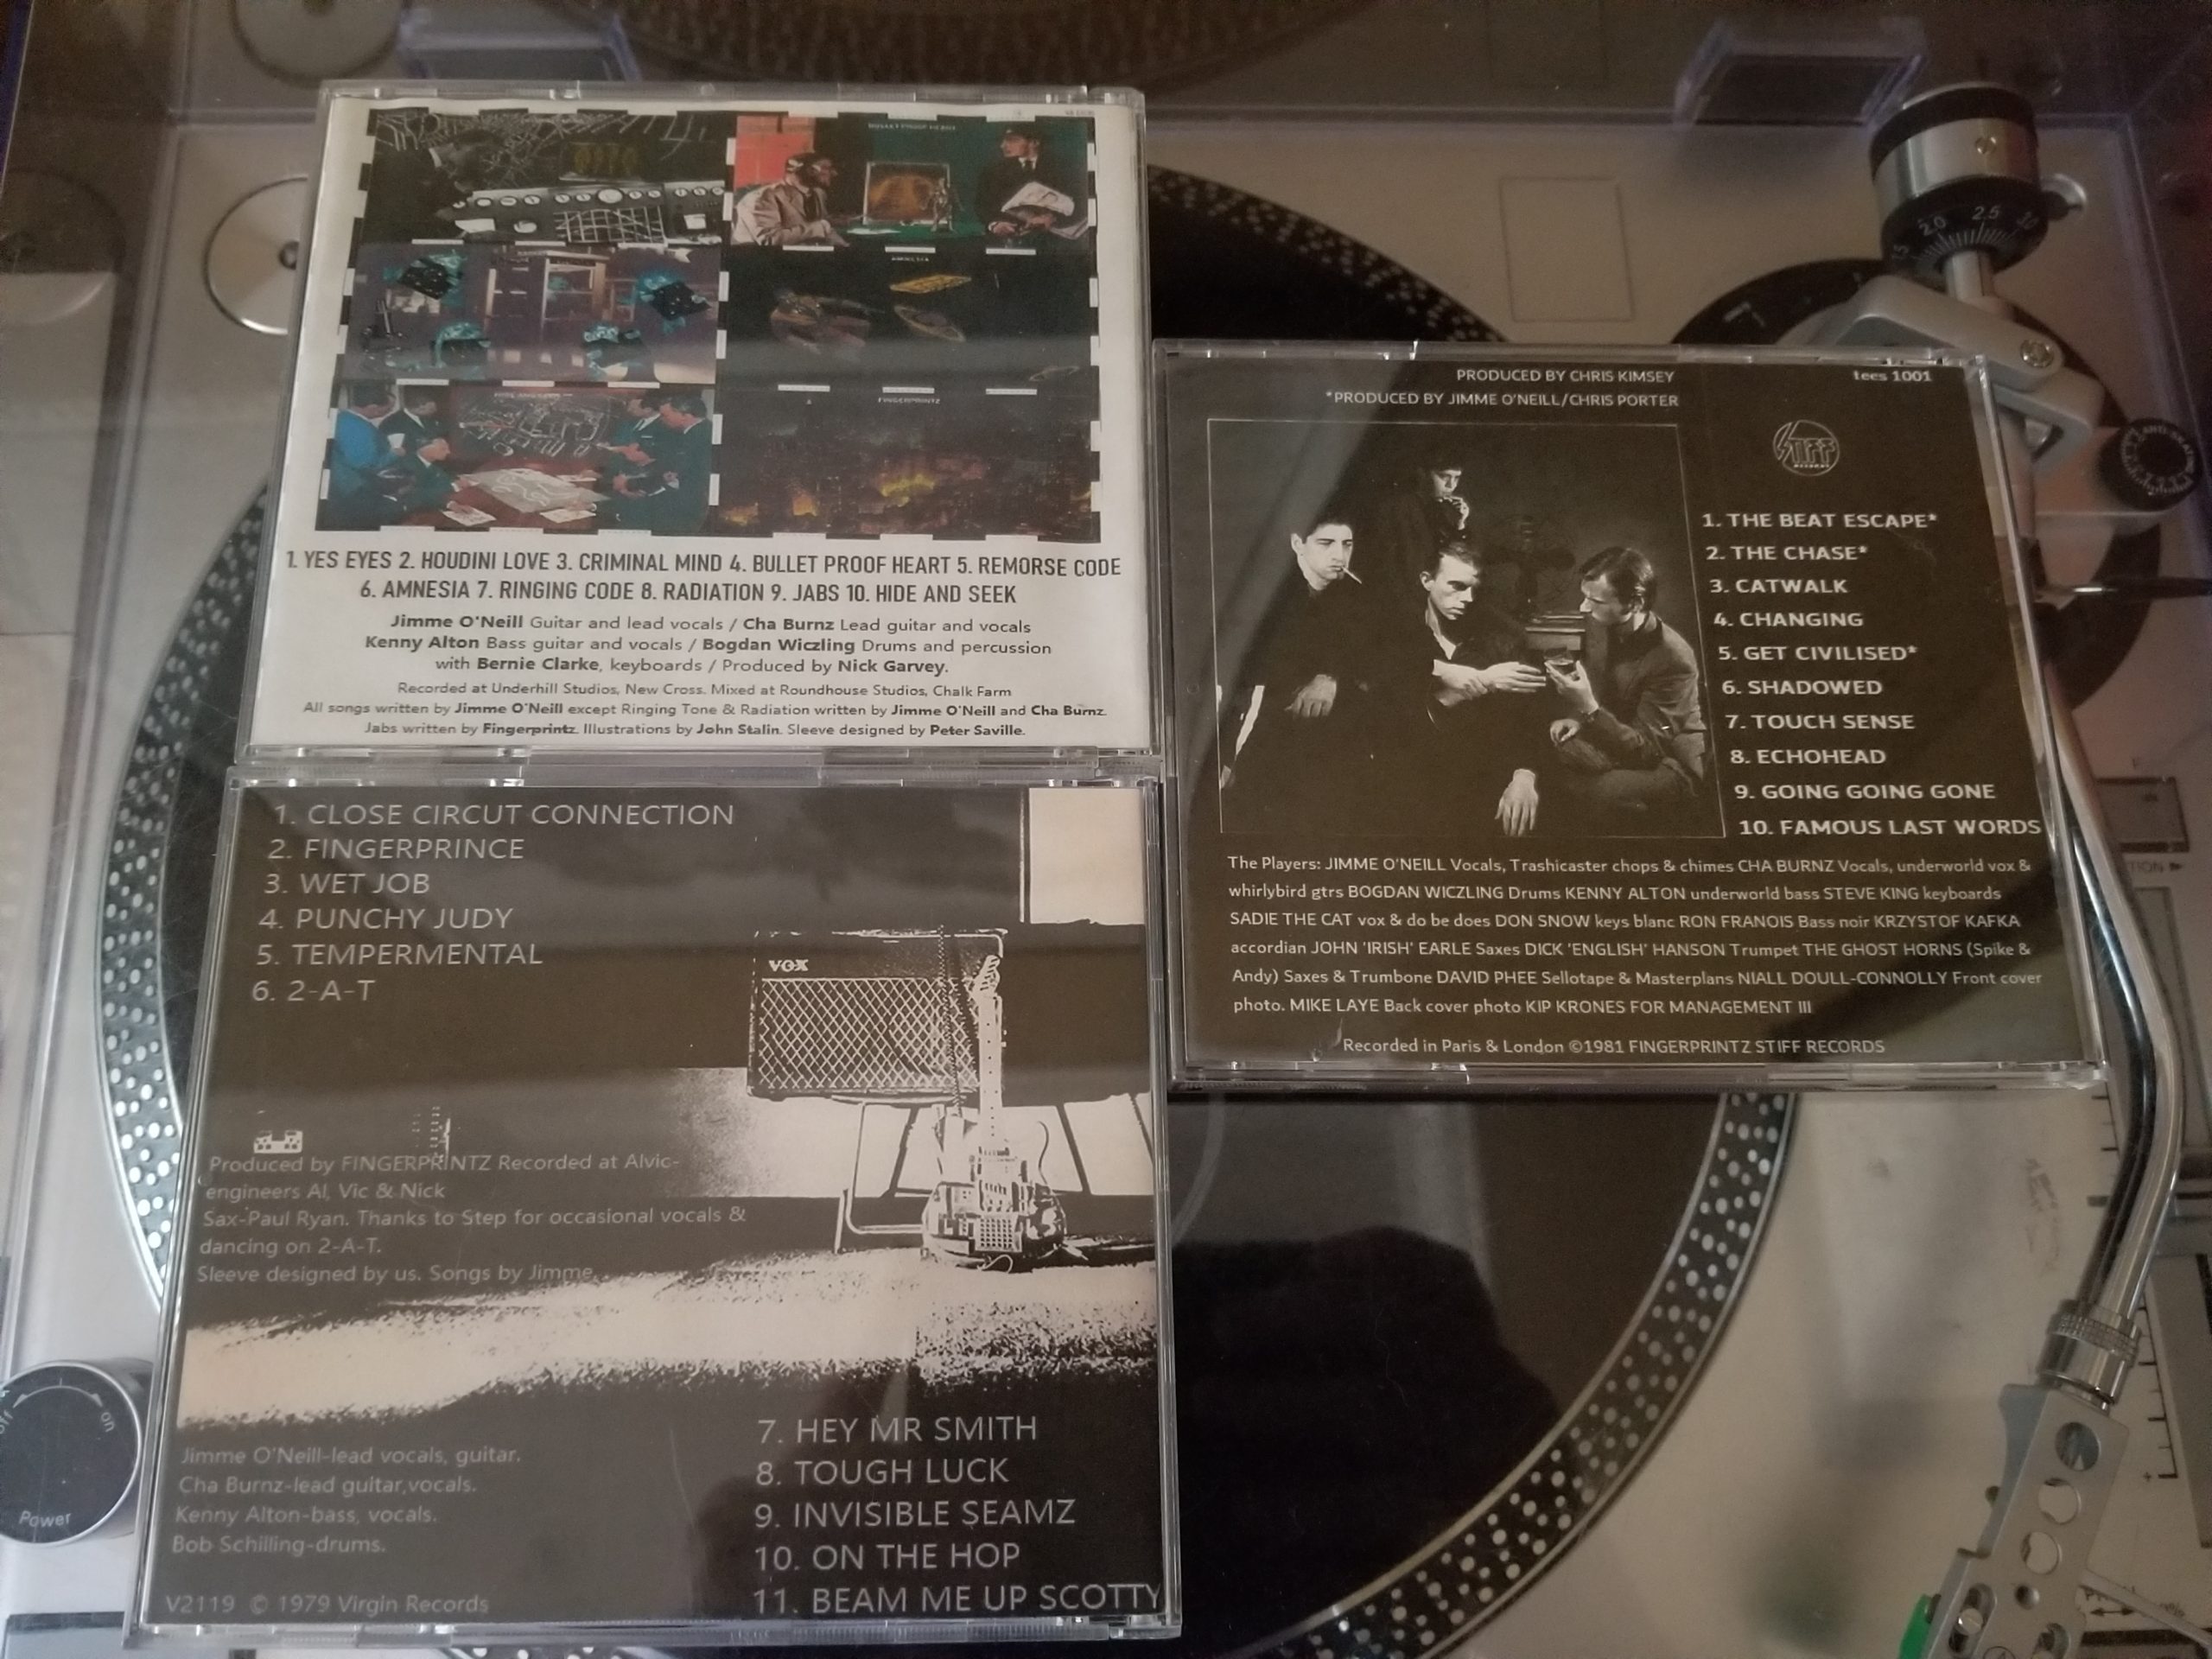 AMNESIA
FINGERPRINTZ
1. YES EYES 2. HOUDINI LOVE 3. CRIMINAL MIND 4. BULLET PROOF HEART 5. REMORSE CODE
6. AMNESIA 7. RINGING CODE 8. RADIATION 9. JABS 10. HIDE AND SEEK
Jimme O'Neill Guitar and lead vocals / Cha Burnz Lead guitar and vocals
Kenny Alton Bass guitar and vocals / Bogdan Wiczling Drums and percussion
with Bernie Clarke, keyboards / Produced by Nick Garvey.
Recorded at Underhill Studios, New Cross. Mixed at Roundhouse Studios, Chalk Farm
All songs written by Jimme O'Neill except Ringing Tone & Radiation written by Jimme O'Neill and Cha Burnz.
Jabs written by Fingerprintz. Illustrations by John Stalin. Sleeve designed by Peter Saville.
PRODUCED BY CHRIS KIMSEY
*PRODUCED BY JIMME O'NEILL/CHRIS PORTER
tees 1001
STIFF
RECORDS
1. THE BEAT ESCAPE*
2. THE CHASE*
3. CATWALK
4. CHANGING
5. GET CIVILISED*
6. SHADOWED
7. TOUCH SENSE
8. ECHOHEAD
9. GOING GOING GONE
10. FAMOUS LAST WORDS
The Players: JIMME O'NEILL Vocals, Trashicaster chops & chimes CHA BURNZ Vocals, underworld vox &
whirlybird gtrs BOGDAN WICZLING Drums KENNY ALTON underworld bass STEVE KING keyboards
SADIE THE CAT vox & do be does DON SNOW keys blanc RON FRANOIS Bass noir KRZYSTOF KAFKA
accordian JOHN 'IRISH' EARLE Saxes DICK 'ENGLISH' HANSON Trumpet THE GHOST HORNS (Spike &
Andy) Saxes & Trumbone DAVID PHEE Sellotape & Masterplans NIALL DOULL-CONNOLLY Front cover
photo. MIKE LAYE Back cover photo KIP KRONES FOR MANAGEMENT III
Recorded in Paris & London ©1981 FINGERPRINTZ STIFF RECORDS
1. CLOSE CIRCUT CONNECTION
2. FINGERPRINCE
3. WET JOB
4. PUNCHY JUDY
5. TEMPERMENTAL
6. 2-A-T
VOX
Produced by FINGERPRINTZ Recorded at Alvic-
engineers Al, Vic & Nick
Sax-Paul Ryan. Thanks to Step for occasional vocals &
dancing on 2-A-T.
Sleeve designed by us. Songs by Jimme.
7. HEY MR SMITH
8. TOUGH LUCK
9. INVISIBLE SEAMZ
10. ON THE HOP
11. BEAM ME UP SCOTTY
Jimme O'Neill-lead vocals, guitar.
Cha Burnz-lead guitar,vocals.
Kenny Alton-bass, vocals.
Bob Schilling-drums.
V2119 © 1979 Virgin Records
off
on
Power
2.0 2.5 3.0